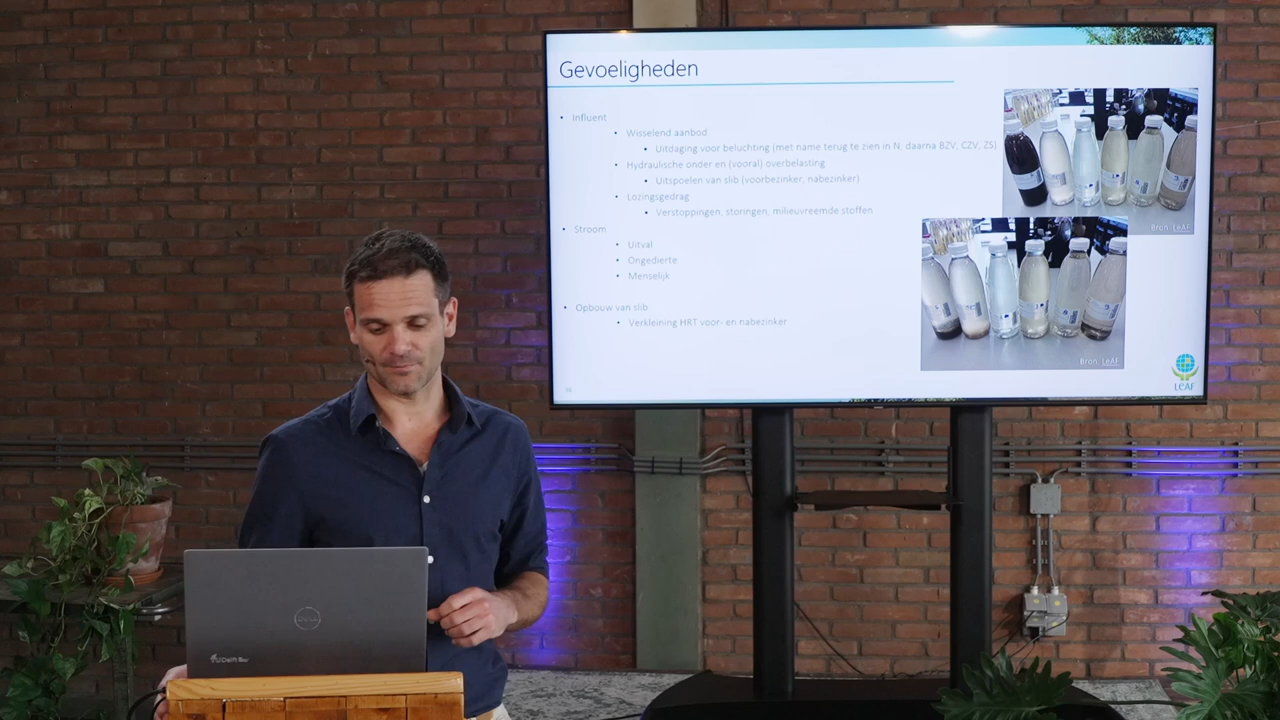 Gevoeligheden
• Influent
• Wisselend aanbod
• Uitdaging voor beluchting (met name terug te zien in N, daarna BZV, CZV, ZS)
• Hydraulische onder en (vooral) overbelasting
• Uitspoelen van slib (voorbezinker, nabezinker)
• Lozingsgedrag
• Verstoppingen, storingen, milieuvreemde stoffen
• Stroom
• Uitval
• Ongedierte
• Menselijk
• Opbouw van slib
• Verkleining HRT voor- en nabezinker
Bron: LeAF
Bron: LeAF
LEAF
DELL
TU Delft